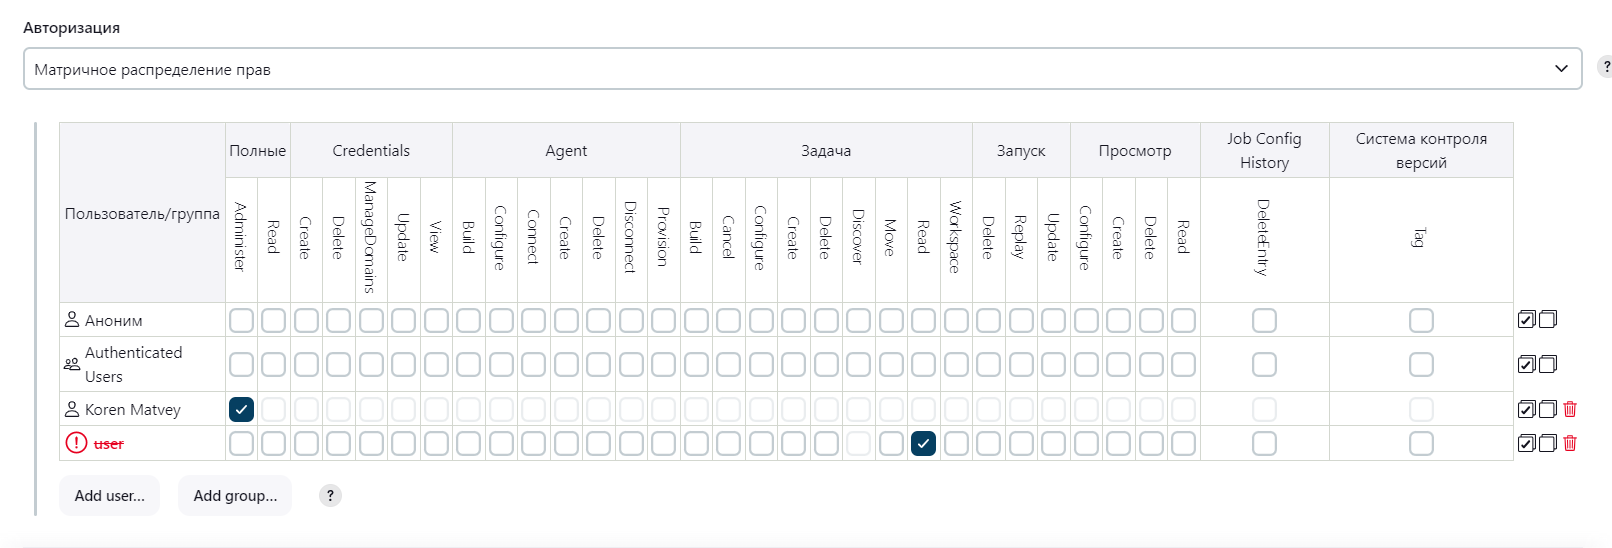 Авторизация
Матричное распределение прав
?
Пользователь/группа
Полные
Credentials
Agent
Задача
Запуск
Просмотр
Job Config
History
Система контроля
версий
Administer
Read
Create
Delete
ManageDomains
Update
View
Build
Configure
Connect
Create
Delete
Disconnect
Provision
Build
Cancel
Configure
Create
Delete
Discover
Move
Read
Workspace
Delete
Replay
Update
Configure
Create
Delete
Read
DeleteEntry
Tag
Аноним
Authenticated
Users
Koren Matvey
user
Add user...
Add group...
?